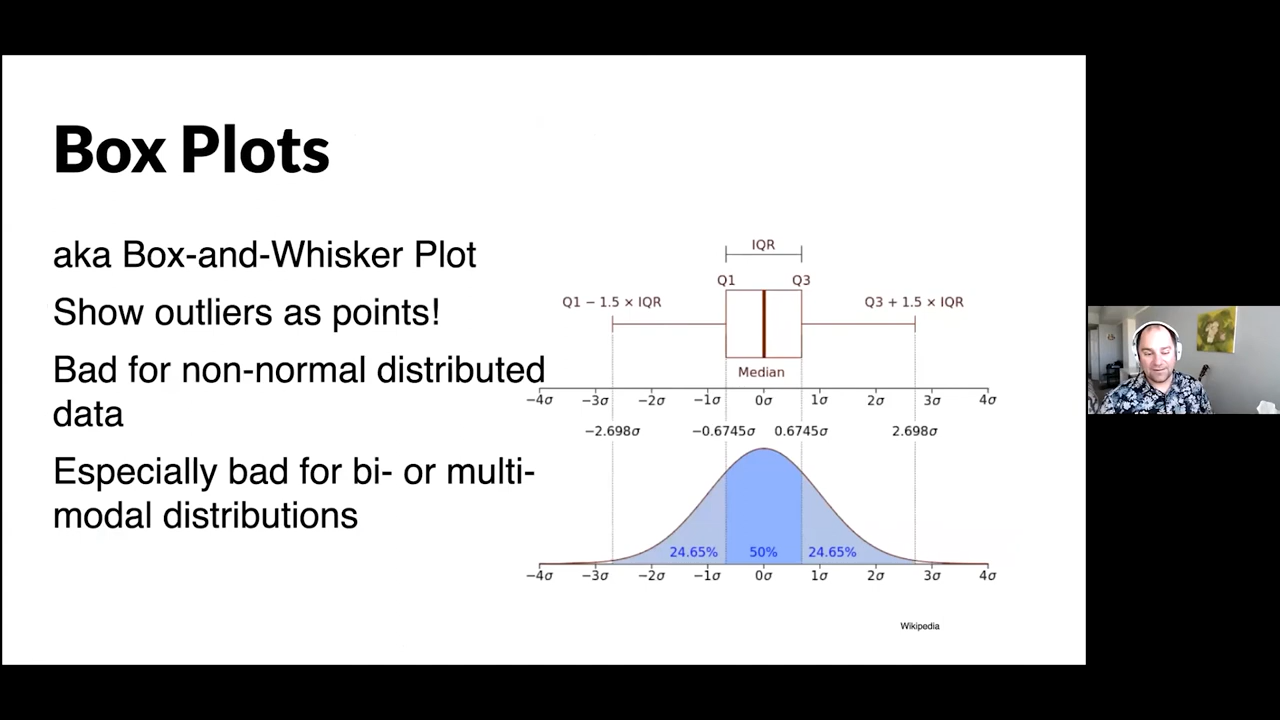 Box Plots
aka Box-and-Whisker Plot
Show outliers as points!
Bad for non-normal distributed
data
Especially bad for bi- or multi-
modal distributions
IQR
Q1 Q3
Q1 − 1.5 × IQR Q3 + 1.5 × IQR
Median
−4σ −3σ −2σ −1σ 0σ 1σ 2σ 3σ 4σ
−2.698σ −0.6745σ 0.6745σ 2.698σ
24.65% 50% 24.65%
−4σ −3σ −2σ −1σ 0σ 1σ 2σ 3σ 4σ
Wikipedia